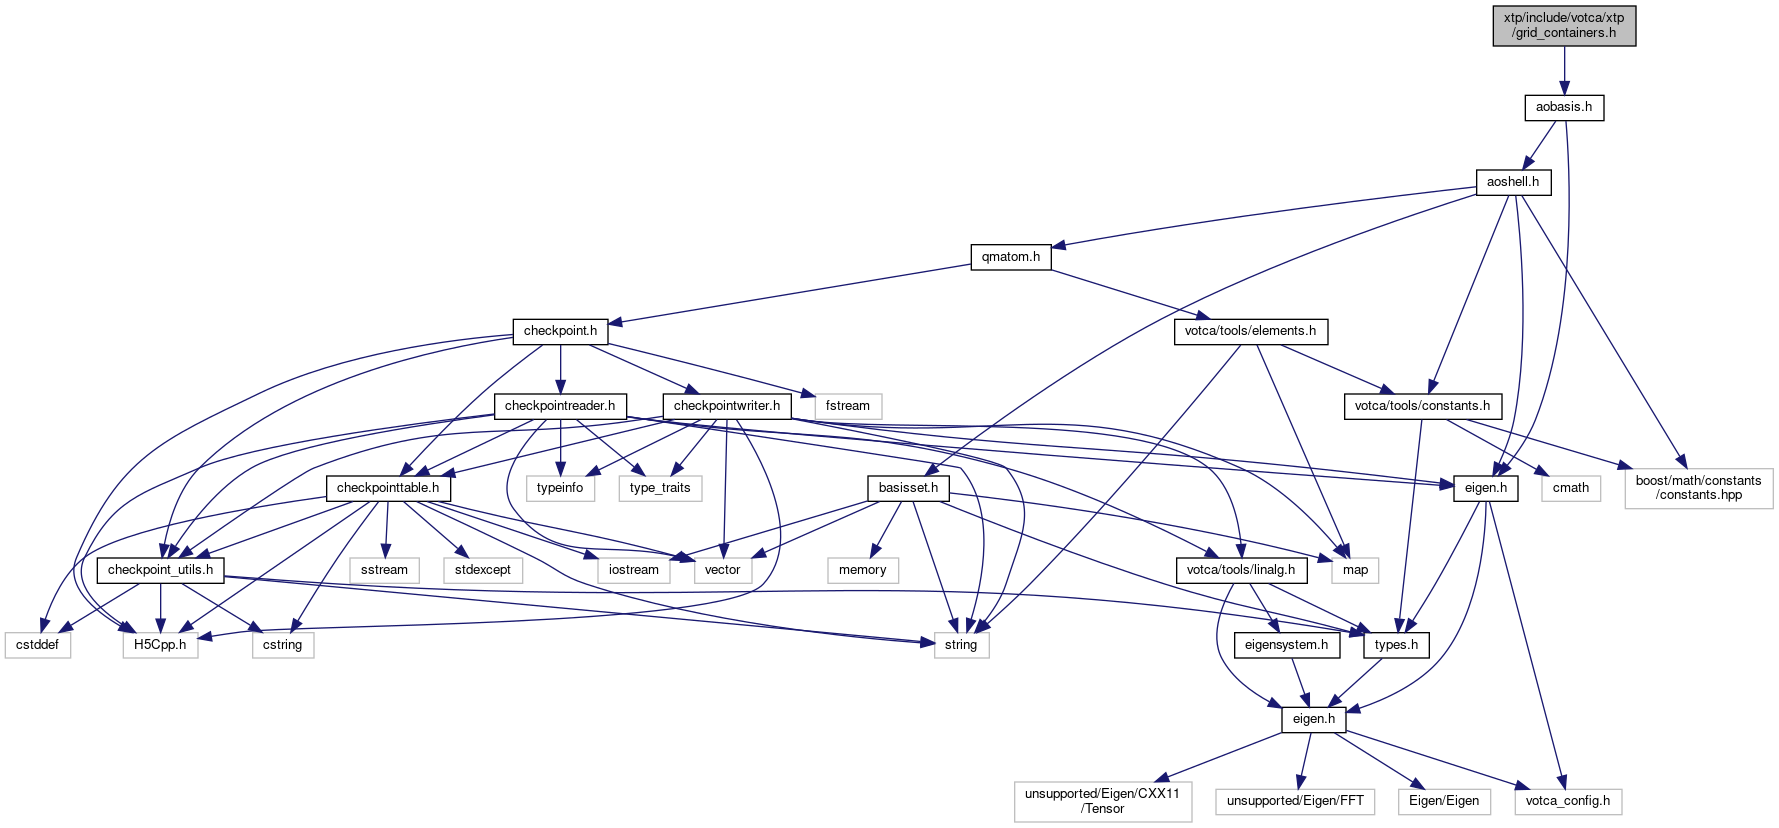 xtp/include/votca/xtp
/grid_containers.h
aobasis.h
aoshell.h
qmatom.h
checkpoint.h
votca/tools/elements.h
checkpointreader.h
checkpointwriter.h
fstream
votca/tools/constants.h
checkpointtable.h
typeinfo
type_traits
basisset.h
eigen.h
cmath
boost/math/constants
/constants.hpp
checkpoint_utils.h
sstream
stdexcept
iostream
vector
memory
votca/tools/linalg.h
map
cstddef
H5Cpp.h
cstring
string
eigensystem.h
types.h
eigen.h
unsupported/Eigen/CXX11
/Tensor
unsupported/Eigen/FFT
Eigen/Eigen
votca_config.h